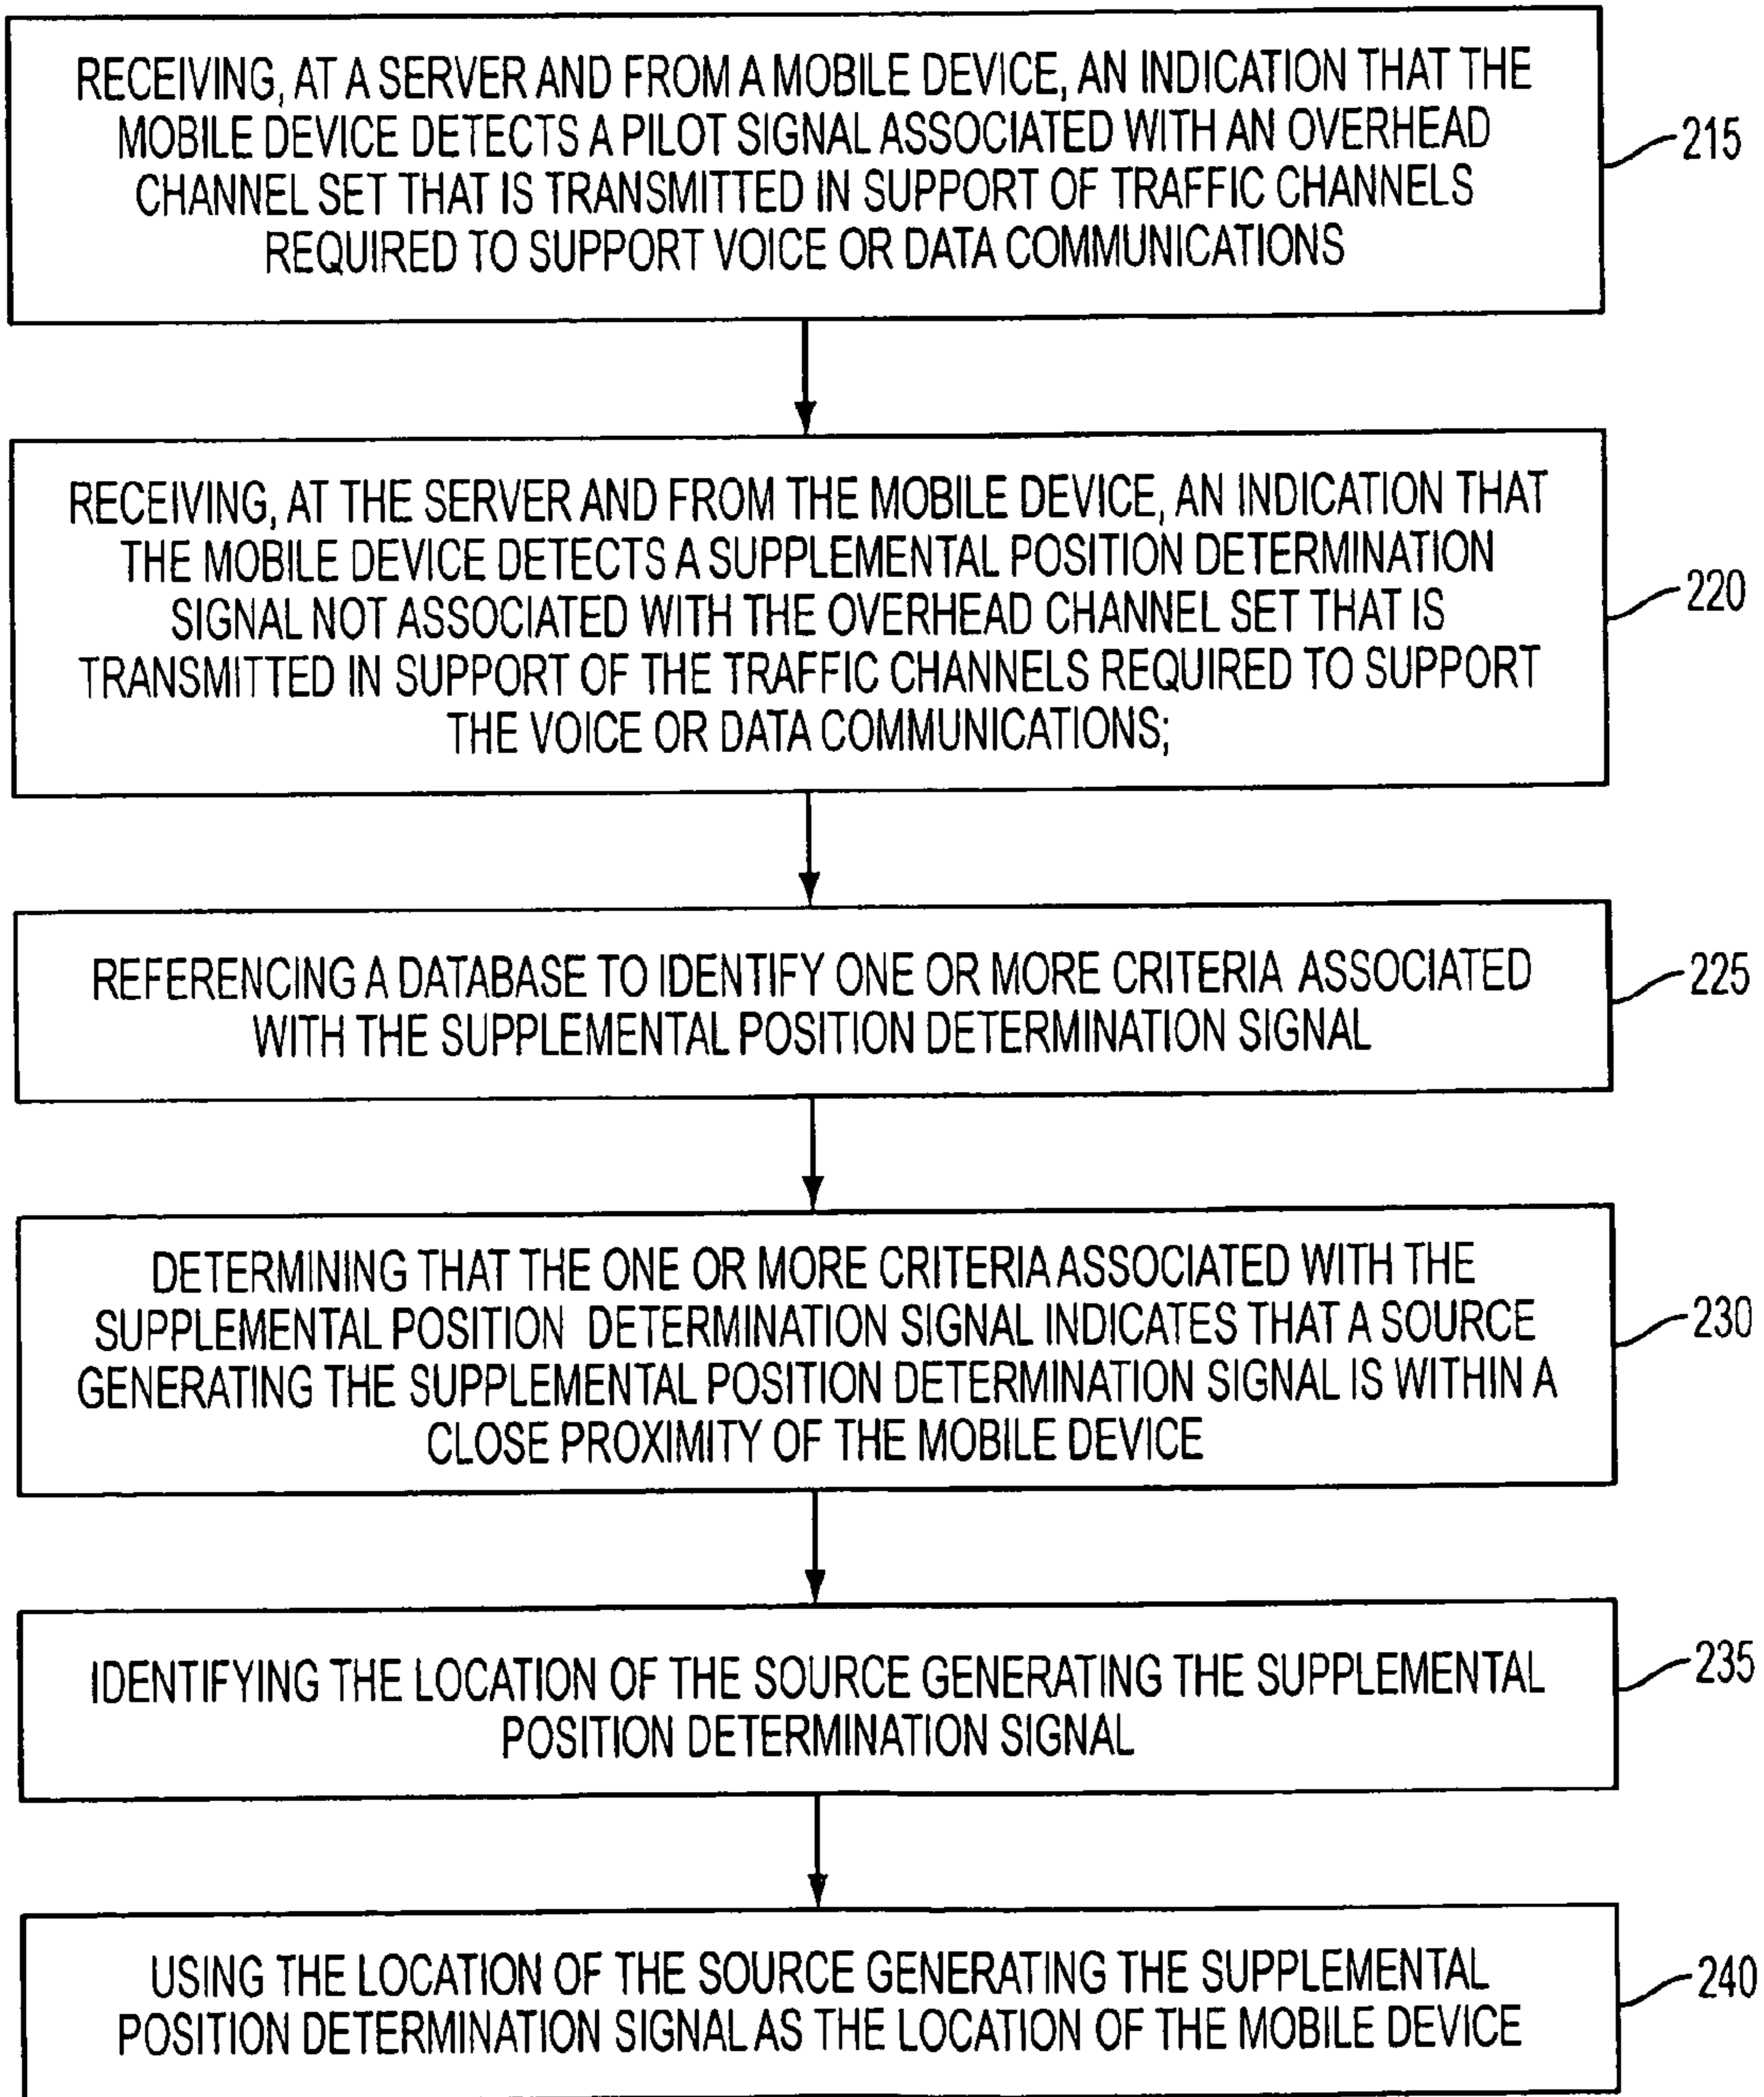 RECEIVING, AT A SERVER AND FROM A MOBILE DEVICE, AN INDICATION THAT THE
MOBILE DEVICE DETECTS A PILOT SIGNAL ASSOCIATED WITH AN OVERHEAD
CHANNEL SET THAT IS TRANSMITTED IN SUPPORT OF TRAFFIC CHANNELS
REQUIRED TO SUPPORT VOICE OR DATA COMMUNICATIONS
215
RECEIVING, AT THE SERVER AND FROM THE MOBILE DEVICE, AN INDICATION THAT
THE MOBILE DEVICE DETECTS A SUPPLEMENTAL POSITION DETERMINATION
SIGNAL NOT ASSOCIATED WITH THE OVERHEAD CHANNEL SET THAT IS
TRANSMITTED IN SUPPORT OF THE TRAFFIC CHANNELS REQUIRED TO SUPPORT
THE VOICE OR DATA COMMUNICATIONS;
220
REFERENCING A DATABASE TO IDENTIFY ONE OR MORE CRITERIA ASSOCIATED
WITH THE SUPPLEMENTAL POSITION DETERMINATION SIGNAL
225
DETERMINING THAT THE ONE OR MORE CRITERIA ASSOCIATED WITH THE
SUPPLEMENTAL POSITION DETERMINATION SIGNAL INDICATES THAT A SOURCE
GENERATING THE SUPPLEMENTAL POSITION DETERMINATION SIGNAL IS WITHIN A
CLOSE PROXIMITY OF THE MOBILE DEVICE
230
IDENTIFYING THE LOCATION OF THE SOURCE GENERATING THE SUPPLEMENTAL
POSITION DETERMINATION SIGNAL
235
USING THE LOCATION OF THE SOURCE GENERATING THE SUPPLEMENTAL
POSITION DETERMINATION SIGNAL AS THE LOCATION OF THE MOBILE DEVICE
240